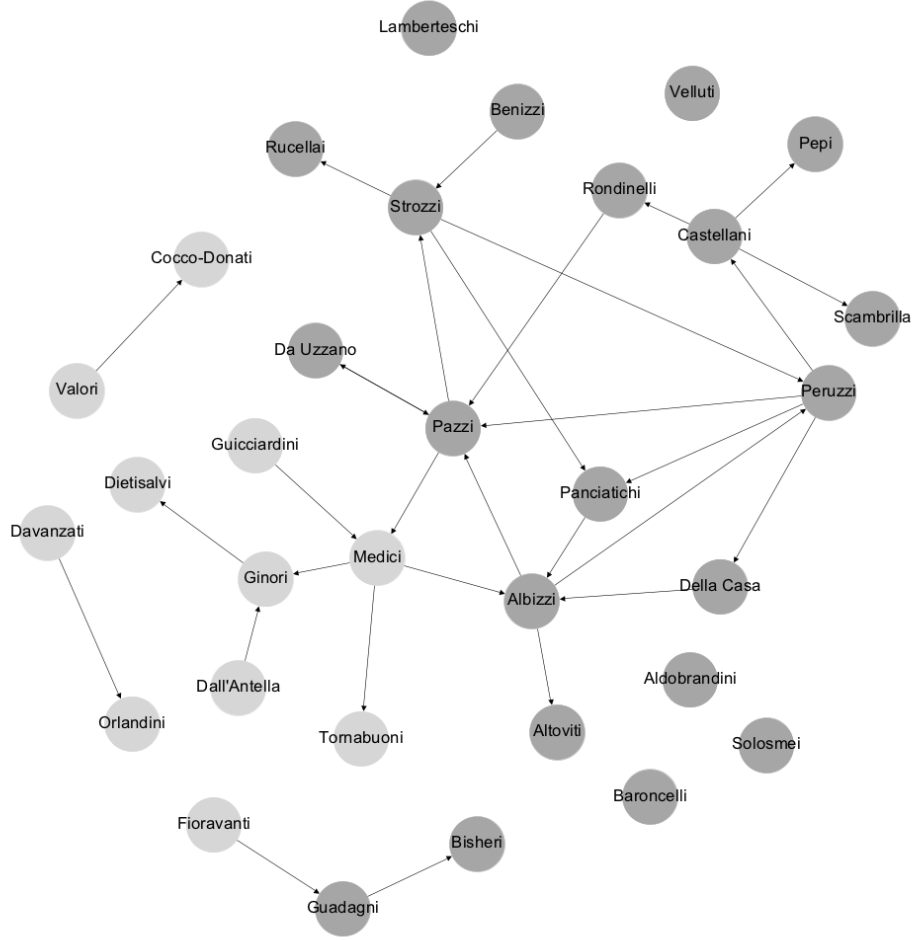 Lamberteschi
Velluti
Benizzi
Rucellai
Pepi
Rondinelli
Strozzi
Castellani
Cocco-Donati
Scambrilla
Da Uzzano
Valori
Peruzzi
Pazzi
Guicciardini
Dietisalvi
Panciatichi
Davanzati
Medici
Ginori
Della Casa
Albizzi
Aldobrandini
Dall'Antella
Orlandini
Altoviti
Tornabuoni
Solosmei
Baroncelli
Fioravanti
Bisheri
Guadagni